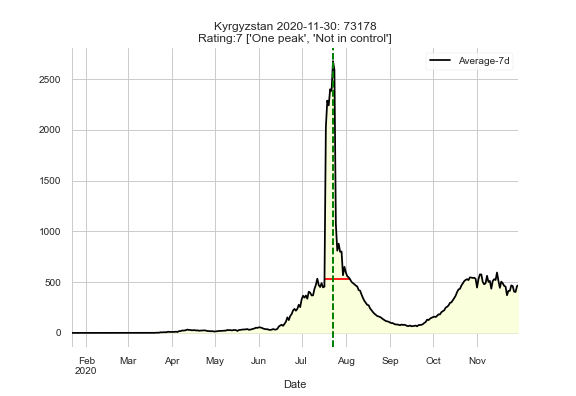 Kyrgyzstan 2020-11-30: 73178
Rating:7 ['One peak', 'Not in control']
Average-7d
2500
2000
1500
1000
500
0
Feb Mar Apr May Jun Jul Aug Sep Oct Nov
2020
Date